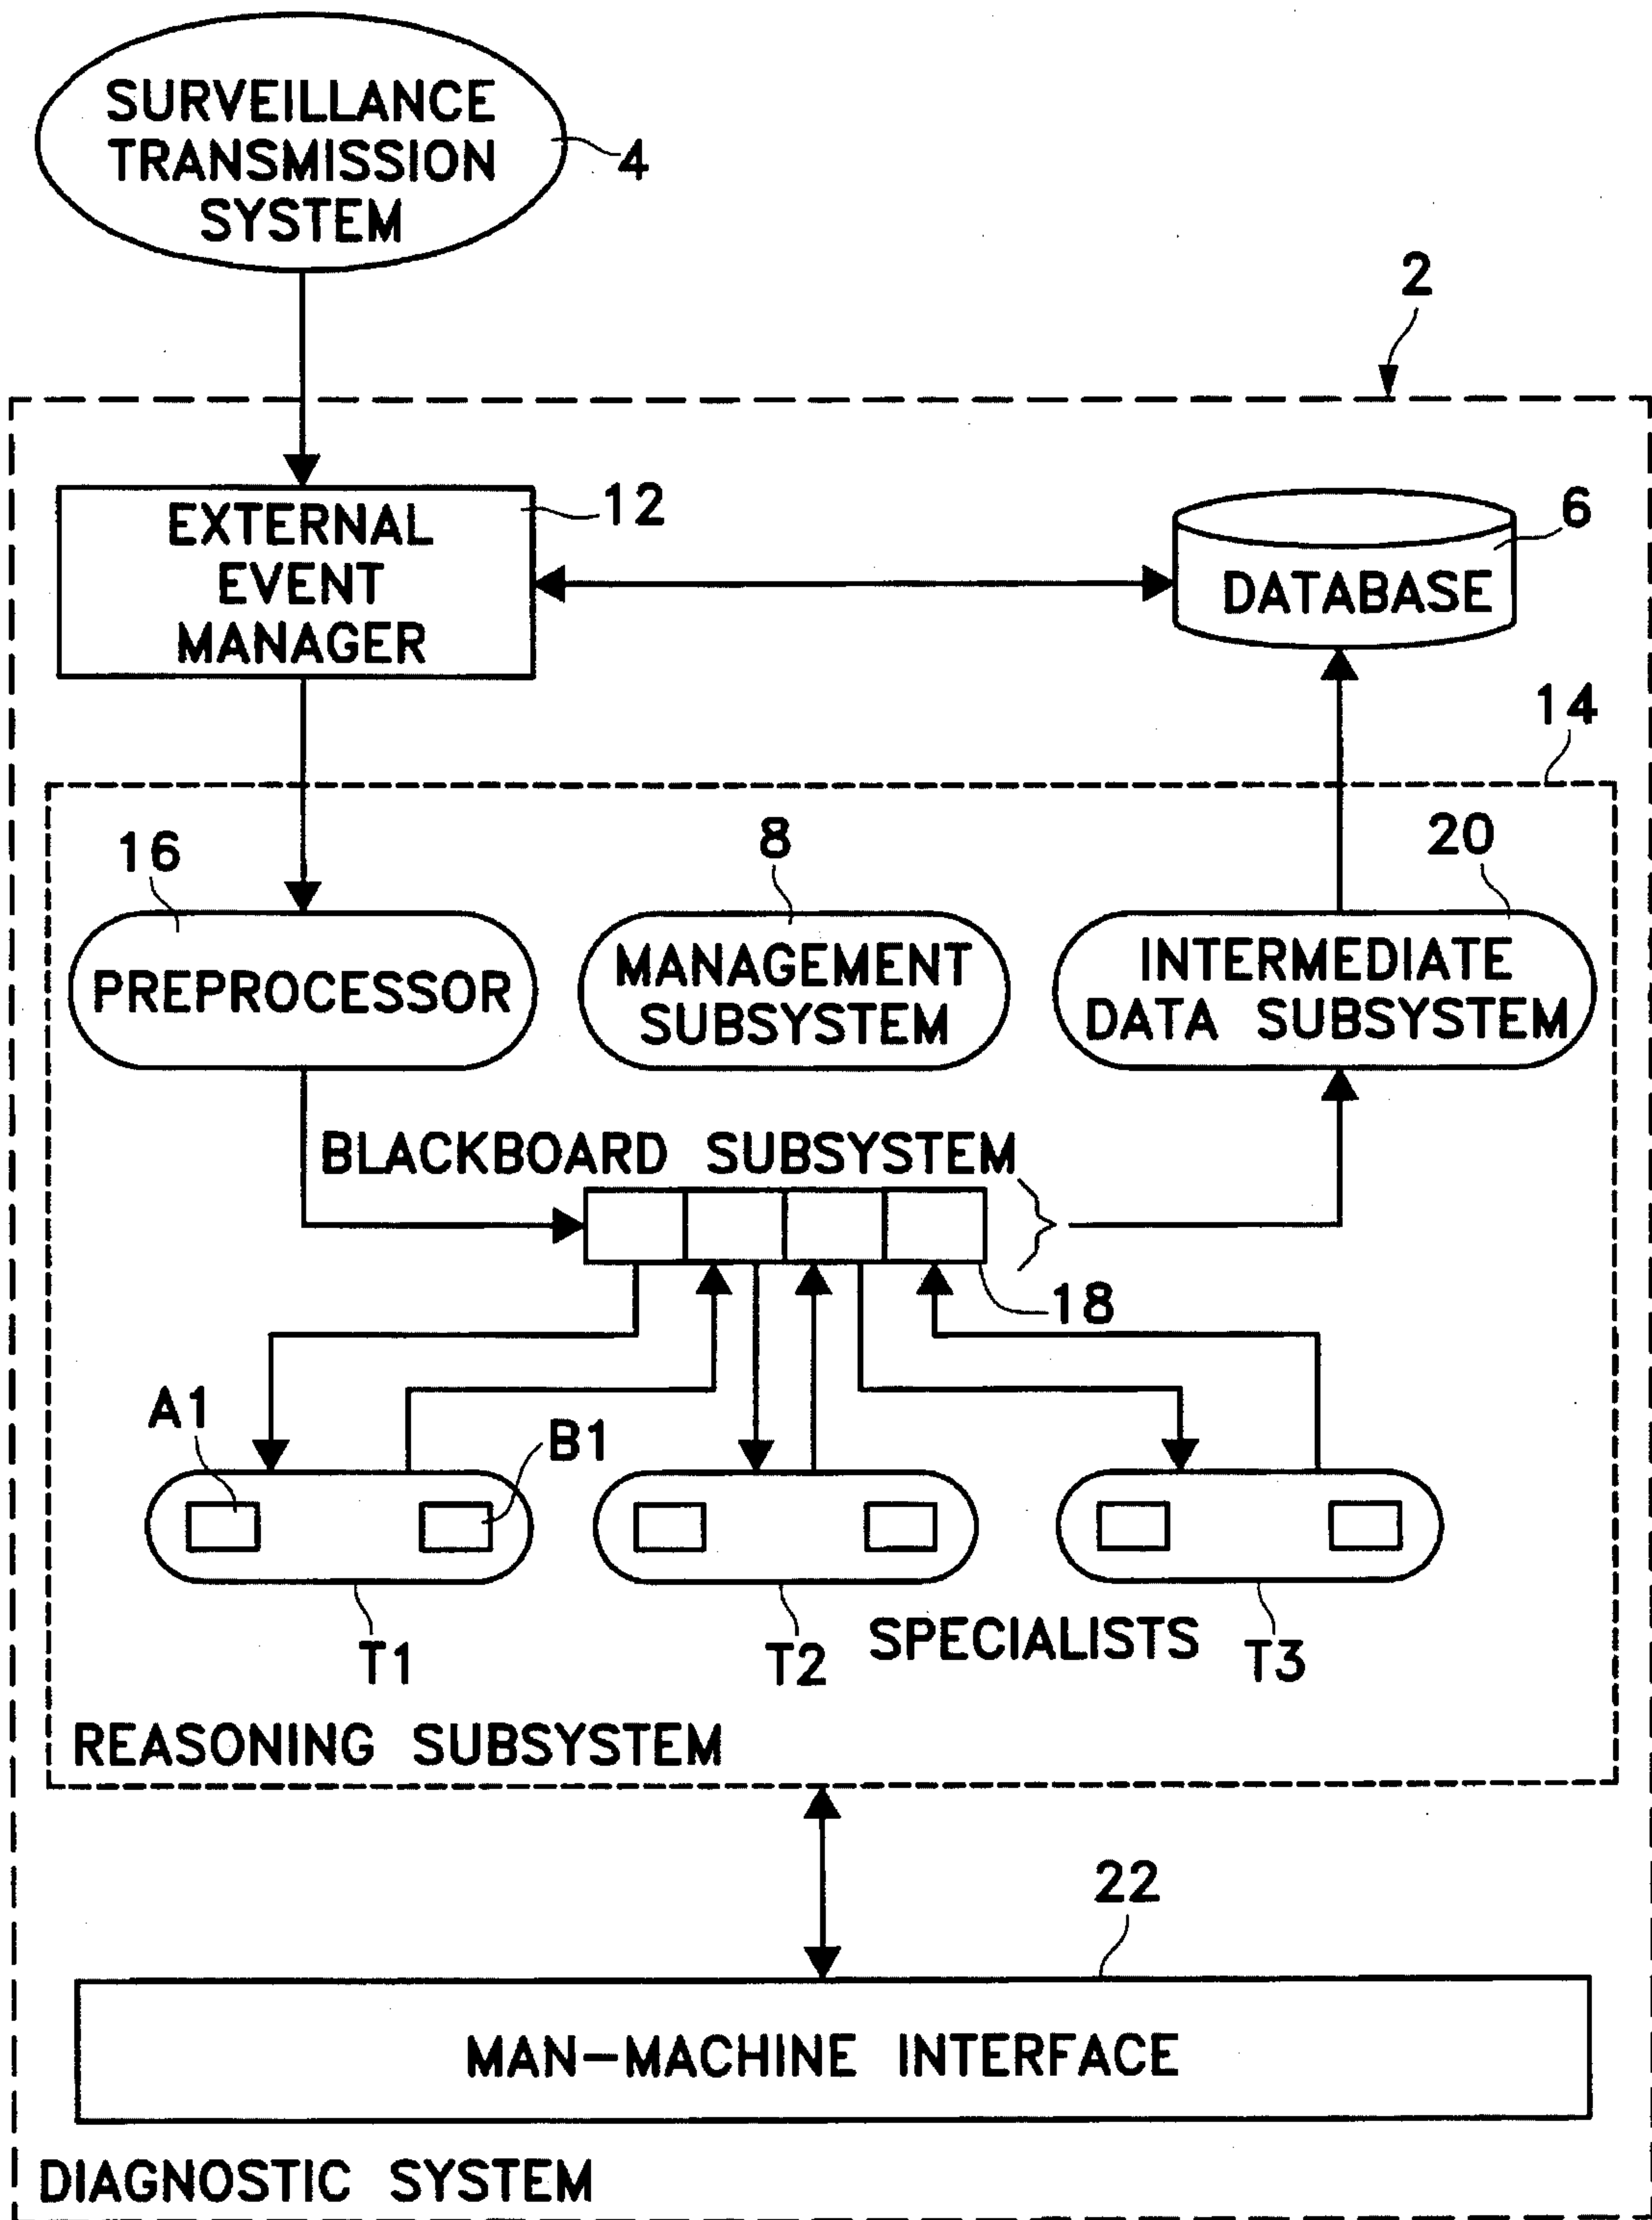 SURVEILLANCE
TRANSMISSION
SYSTEM
4
2
EXTERNAL
EVENT
MANAGER
12
DATABASE
6
14
16
8
20
PREPROCESSOR
MANAGEMENT
SUBSYSTEM
INTERMEDIATE
DATA SUBSYSTEM
BLACKBOARD SUBSYSTEM
18
A1
B1
T1
T2
SPECIALISTS
T3
REASONING SUBSYSTEM
22
MAN-MACHINE INTERFACE
DIAGNOSTIC SYSTEM